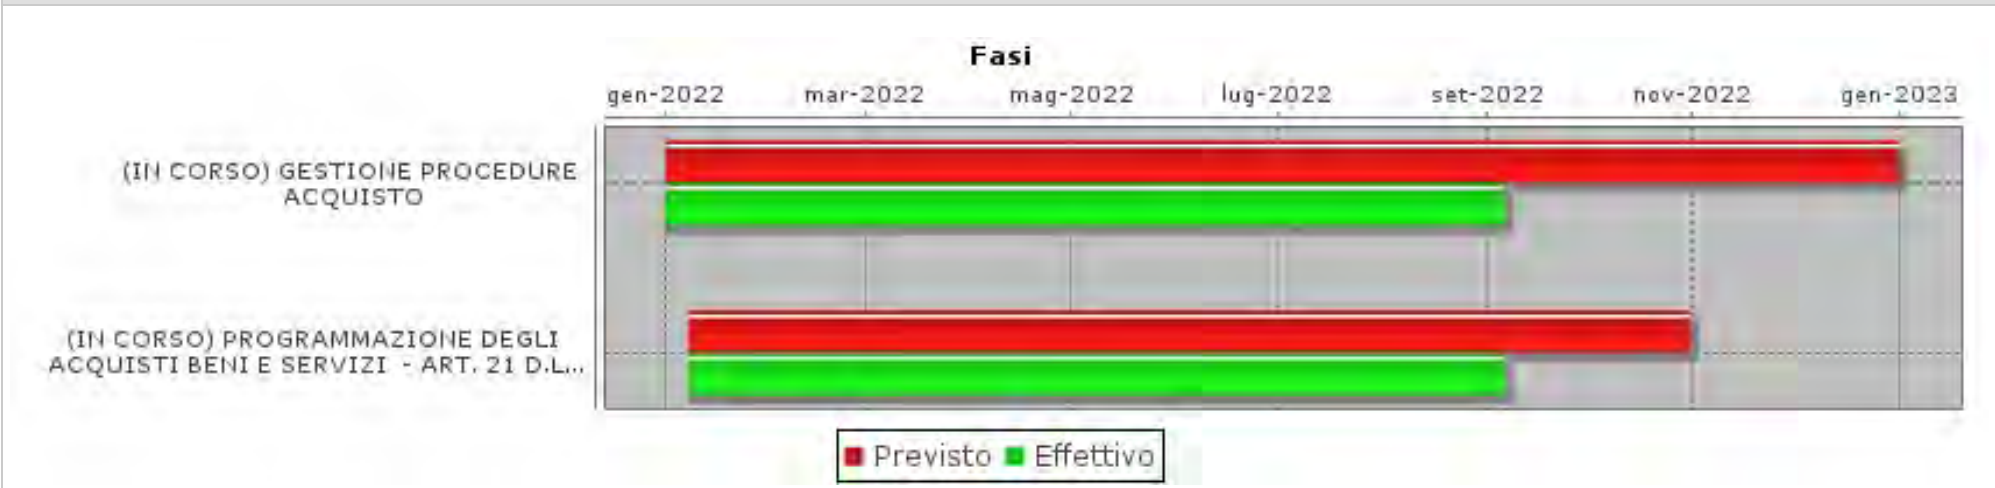 Fasi
gen-2022 mar-2022 mag-2022 lug-2022 set-2022 nov-2022 gen-2023
(IN CORSO) GESTIONE PROCEDURE
ACQUISTO
(IN CORSO) PROGRAMMAZIONE DEGLI
ACQUISTI BENI E SERVIZI - ART. 21 D.L...
Previsto Effettivo